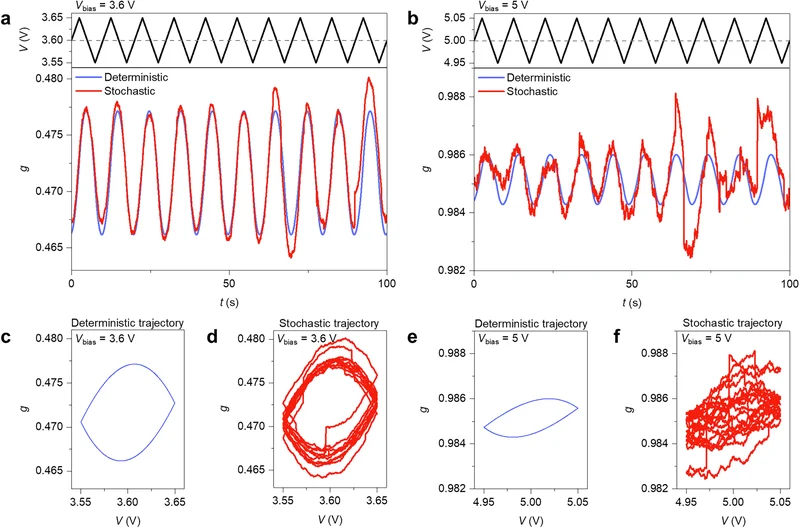 a
V_bias = 3.6 V
3.65
3.60
3.55
V (V)
0.480
0.475
0.470
0.465
g
Deterministic
Stochastic
0
50
100
t (s)
b
V_bias = 5 V
5.05
5.00
4.95
V (V)
0.988
0.986
0.984
0.982
g
Deterministic
Stochastic
0
50
100
t (s)
c
Deterministic trajectory
V_bias = 3.6 V
0.480
0.475
0.470
0.465
g
3.55
3.60
3.65
V (V)
d
Stochastic trajectory
V_bias = 3.6 V
0.480
0.475
0.470
0.465
g
3.55
3.60
3.65
V (V)
e
Deterministic trajectory
V_bias = 5 V
0.988
0.986
0.984
0.982
g
4.95
5.00
5.05
V (V)
f
Stochastic trajectory
V_bias = 5 V
0.988
0.986
0.984
0.982
g
4.95
5.00
5.05
V (V)